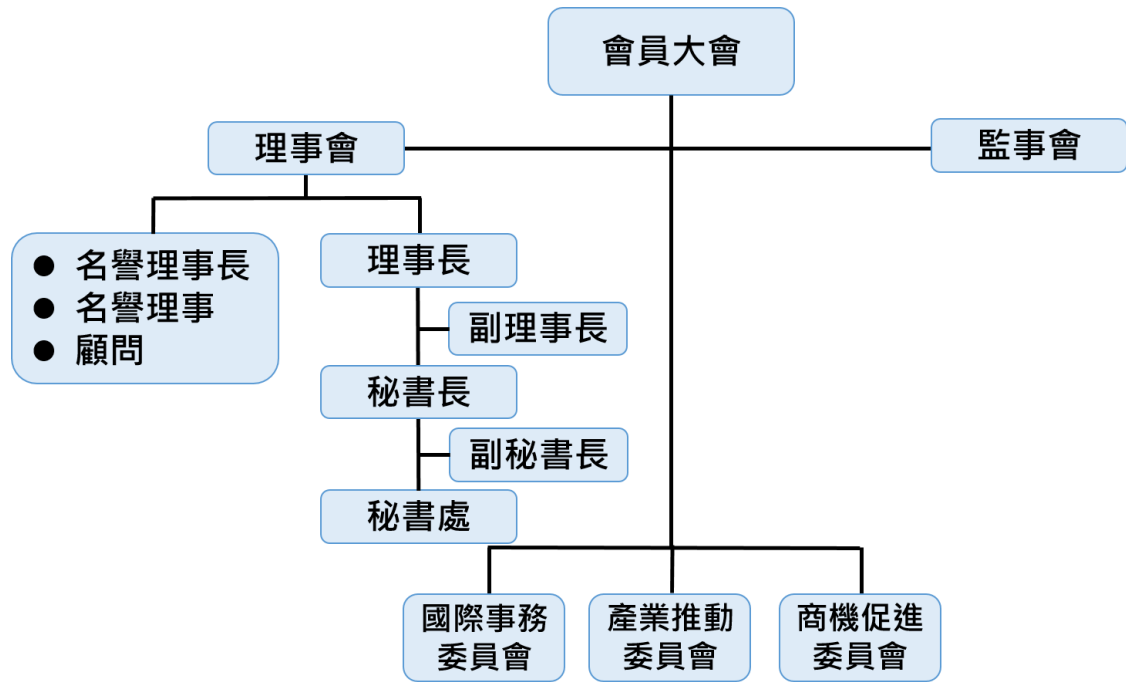 會員大會
理事會
監事會
● 名譽理事長
● 名譽理事
● 顧問
理事長
副理事長
秘書長
副秘書長
秘書處
國際事務
委員會
產業推動
委員會
商機促進
委員會